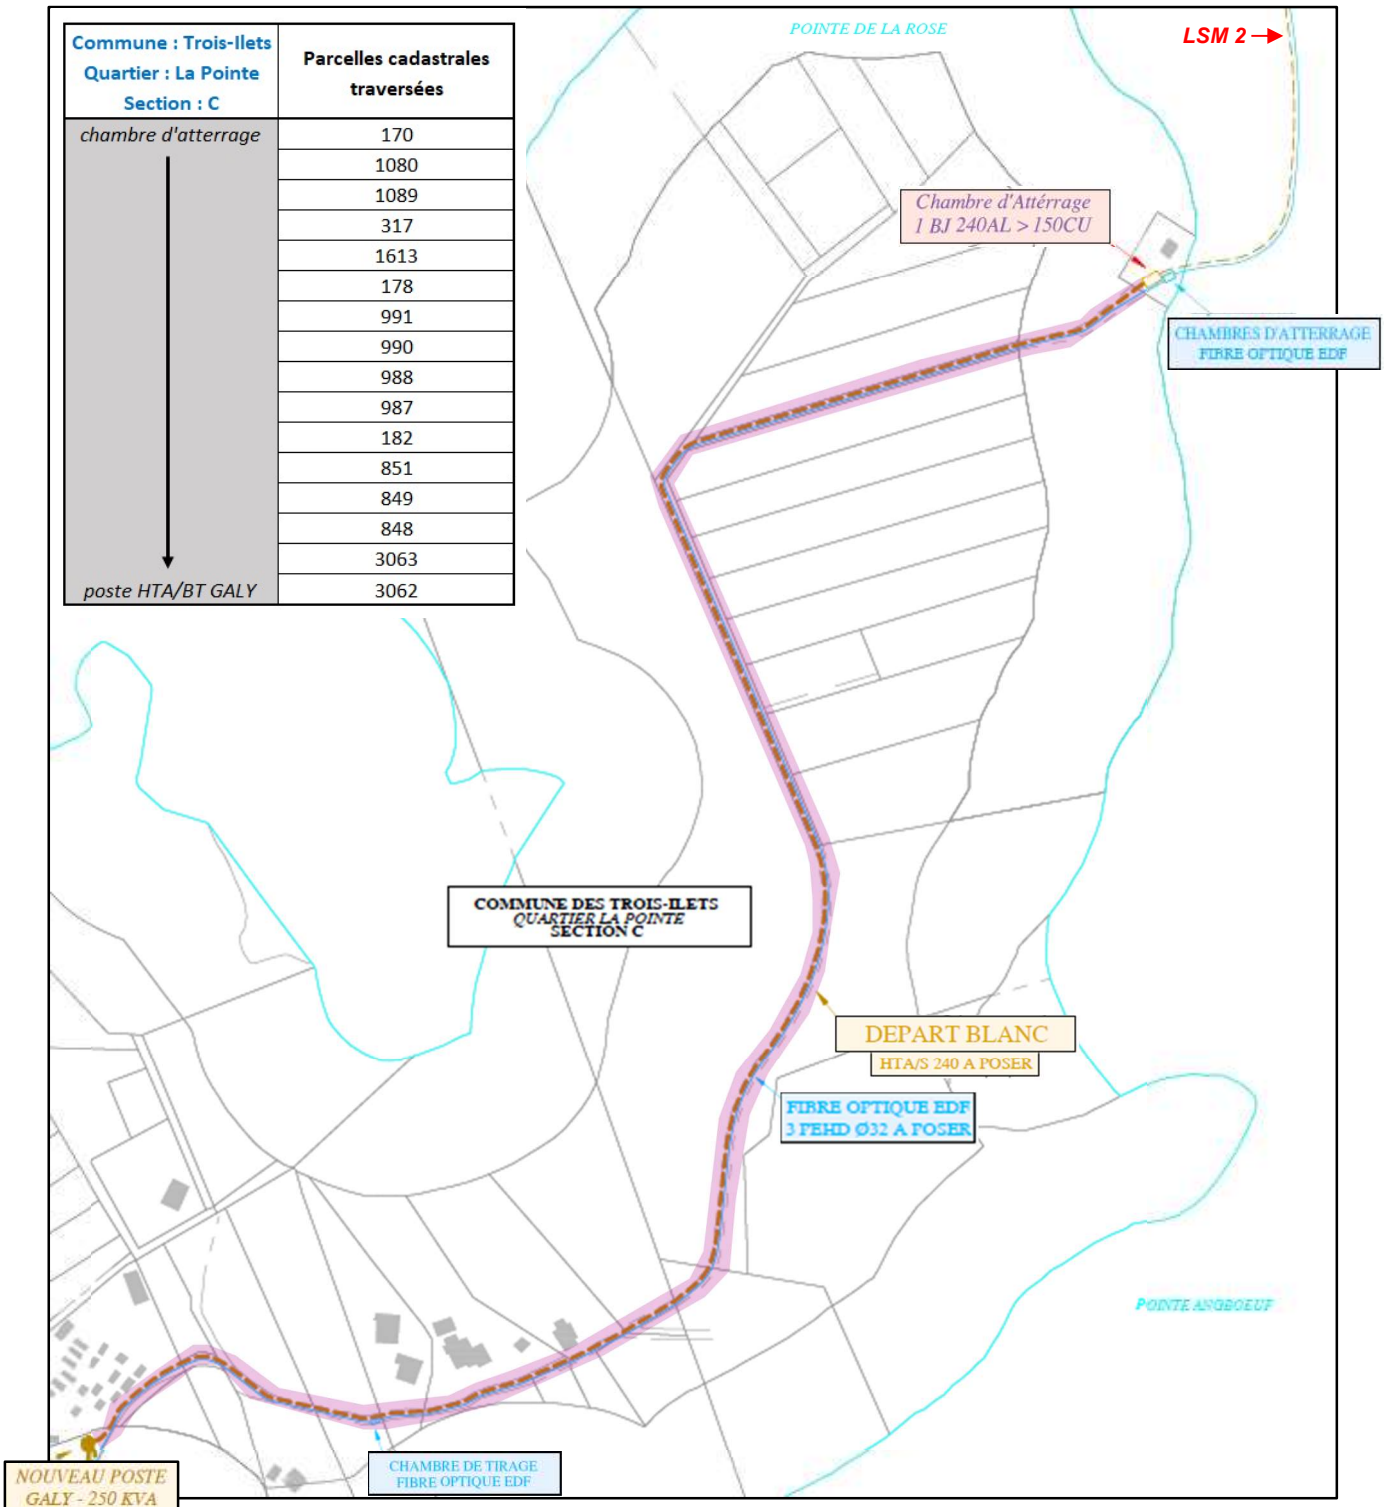 Commune : Trois-Ilets
Quartier : La Pointe
Section : C
Parcelles cadastrales
traversées
chambre d'atterrage
170
1080
1089
317
1613
178
991
990
988
987
182
851
849
848
3063
poste HTA/BT GALY
3062
POINTE DE LA ROSE
LSM 2
Chambre d'Attérrage
1 BJ 240AL > 150CU
CHAMBRES D'ATTERRAGE
FIBRE OPTIQUE EDF
COMMUNE DES TROIS-ILETS
QUARTIER LA POINTE
SECTION C
DEPART BLANC
HTA/S 240 A POSER
FIBRE OPTIQUE EDF
3 PEHD Ø32 A POSER
POINTE ANGBOEUF
CHAMBRE DE TIRAGE
FIBRE OPTIQUE EDF
NOUVEAU POSTE
GALY - 250 KVA